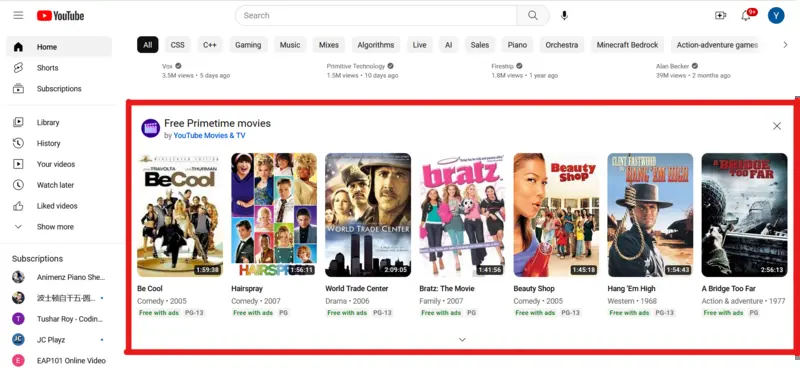 YouTube
Search
9+
Y
Home
Shorts
Subscriptions
Library
History
Your videos
Watch later
Liked videos
Show more
Subscriptions
Animenz Piano She...
波士顿白干五·圆...
T Tushar Roy - Codin...
JC JC Playz
E EAP101 Online Video
All CSS C++ Gaming Music Mixes Algorithms Live AI Sales Piano Orchestra Minecraft Bedrock Action-adventure games
Vox
3.5M views • 5 days ago
Primitive Technology
1.5M views • 10 days ago
Fireship
1.8M views • 1 year ago
Alan Becker
39M views • 2 months ago
Free Primetime movies
by YouTube Movies & TV
TRAVOLTA THURMAN
BE COOL
1:59:38
Be Cool
Comedy • 2005
Free with ads PG-13
HAIRSPRAY
1:56:11
Hairspray
Comedy • 2007
Free with ads PG
WORLD TRADE CENTER
2:09:05
World Trade Center
Drama • 2006
Free with ads PG-13
bratz
1:41:56
Bratz: The Movie
Family • 2007
Free with ads PG
Beauty Shop
1:45:18
Beauty Shop
Comedy • 2005
Free with ads PG-13
CLINT EASTWOOD
HANG 'EM HIGH
1:54:43
Hang 'Em High
Western • 1968
Free with ads PG-13
A BRIDGE TOO FAR
2:56:13
A Bridge Too Far
Action & adventure • 1977
Free with ads PG